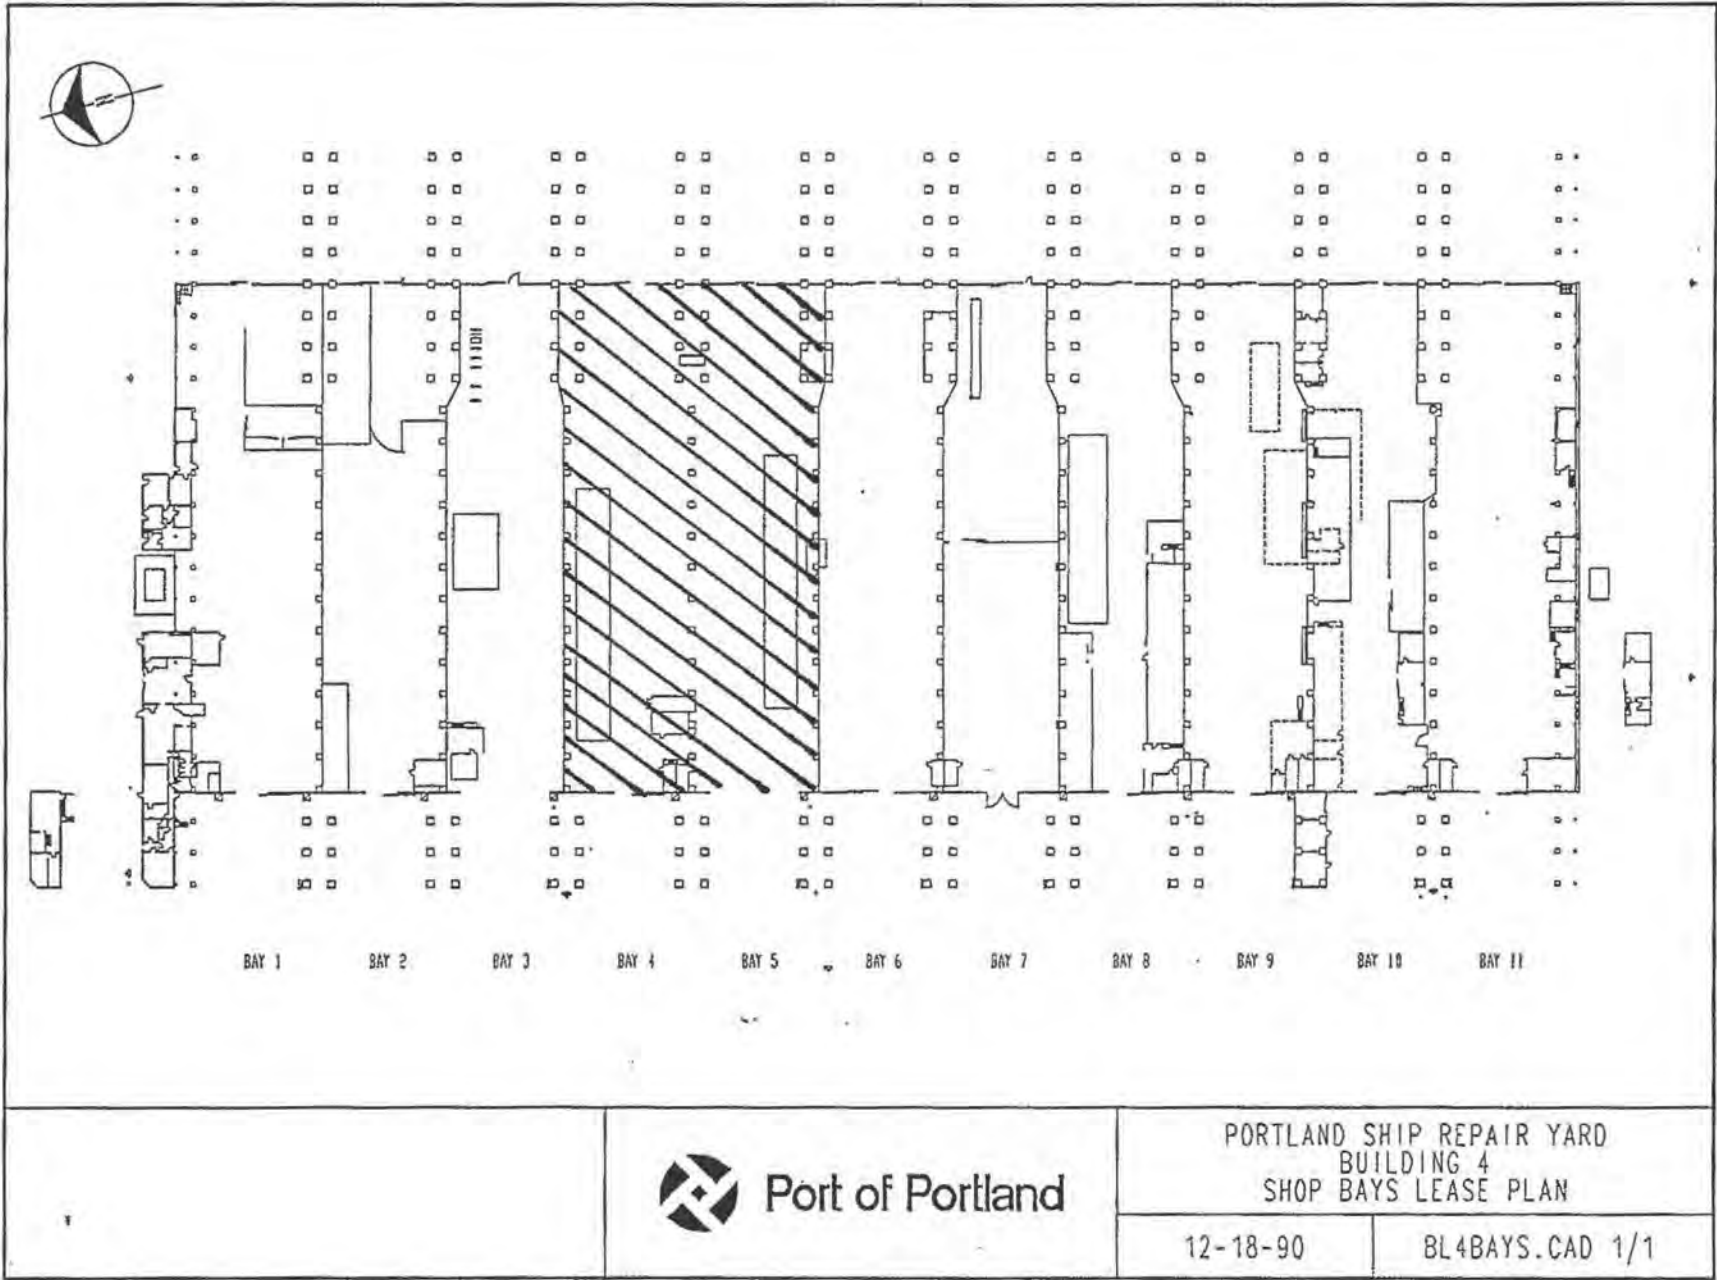 N
BAY 1 BAY 2 BAY 3 BAY 4 BAY 5 BAY 6 BAY 7 BAY 8 BAY 9 BAY 10 BAY 11
Port of Portland
PORTLAND SHIP REPAIR YARD
BUILDING 4
SHOP BAYS LEASE PLAN
12-18-90
BL4BAYS.CAD 1/1